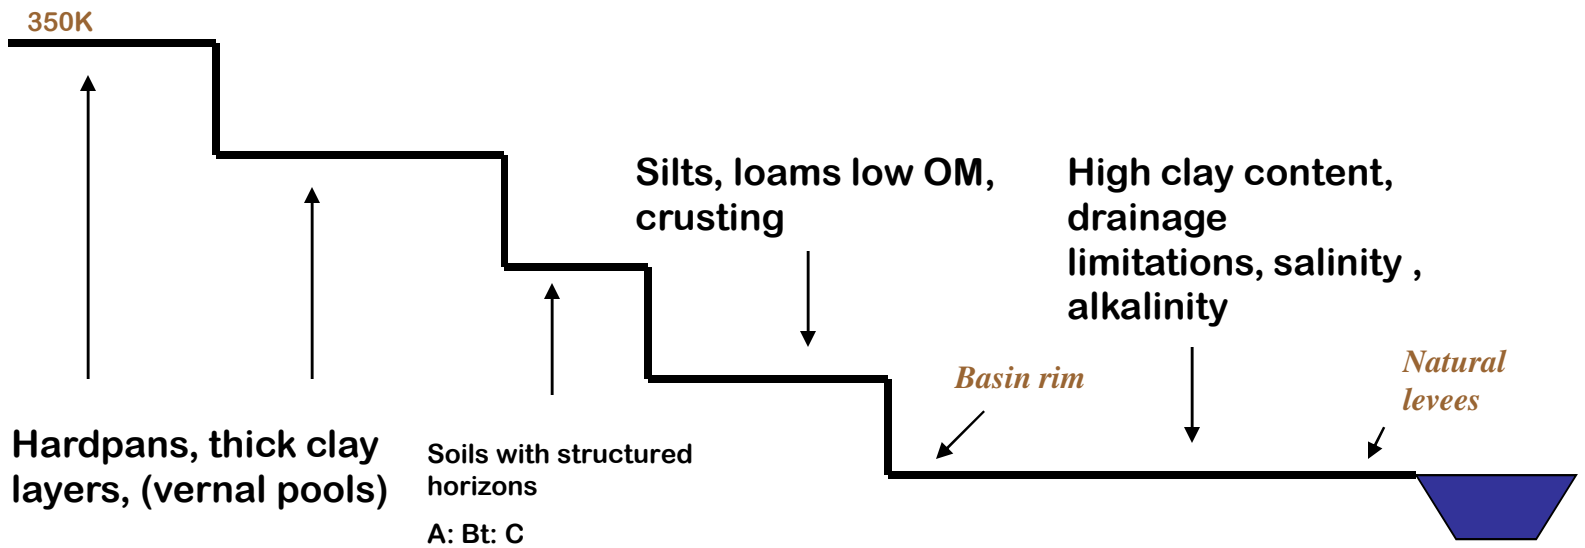 350K
Silts, loams low OM,
crusting
High clay content,
drainage
limitations, salinity ,
alkalinity
Basin rim
Natural
levees
Hardpans, thick clay
layers, (vernal pools)
Soils with structured
horizons
A: Bt: C